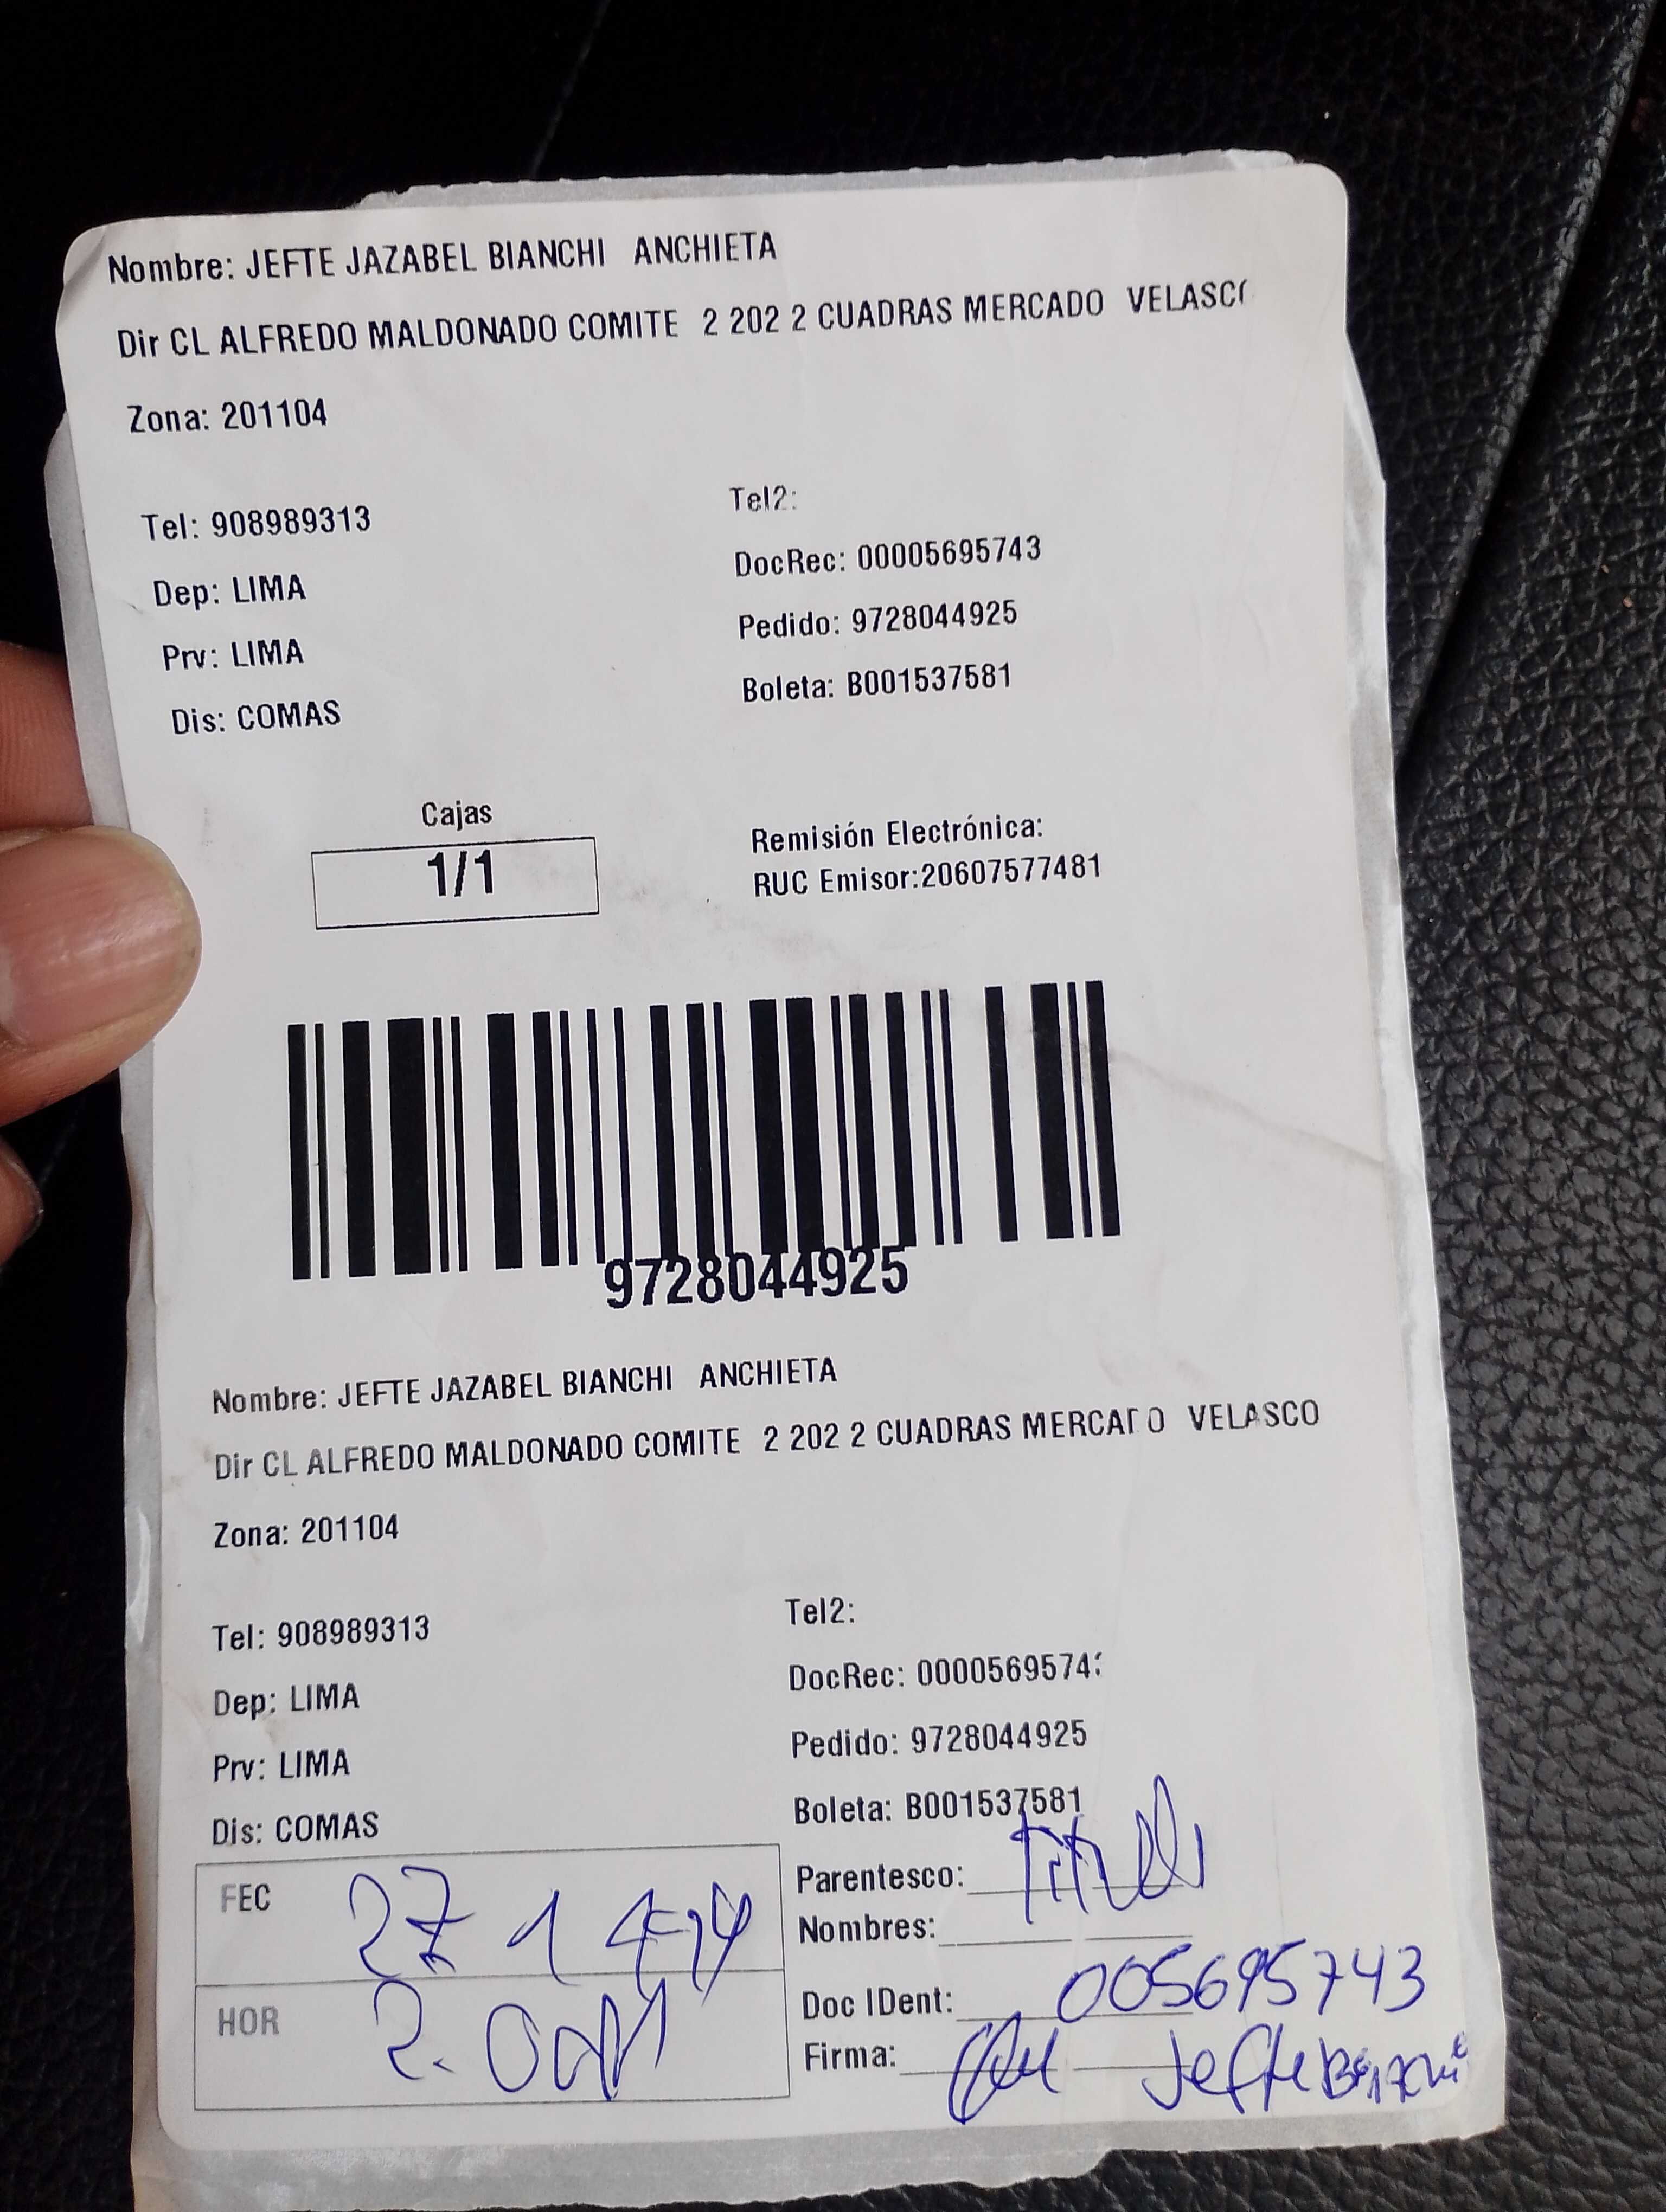 Nombre: JEFTE JAZABEL BIANCHI ANCHIETA
Dir CL ALFREDO MALDONADO COMITE 2 202 2 CUADRAS MERCADO VELASCO
Zona: 201104
Tel: 908989313
Tel2:
Dep: LIMA
DocRec: 00005695743
Prv: LIMA
Pedido: 9728044925
Dis: COMAS
Boleta: B001537581
Cajas
1/1
Remisión Electrónica:
RUC Emisor:20607577481
9728044925
Nombre: JEFTE JAZABEL BIANCHI ANCHIETA
Dir CL ALFREDO MALDONADO COMITE 2 202 2 CUADRAS MERCADO VELASCO
Zona: 201104
Tel: 908989313
Tel2:
Dep: LIMA
DocRec: 00005695743
Prv: LIMA
Pedido: 9728044925
Dis: COMAS
Boleta: B001537581
FEC
Parentesco:
Nombres:
HOR
Doc IDent: 005695743
Firma: Jefte Bianchi